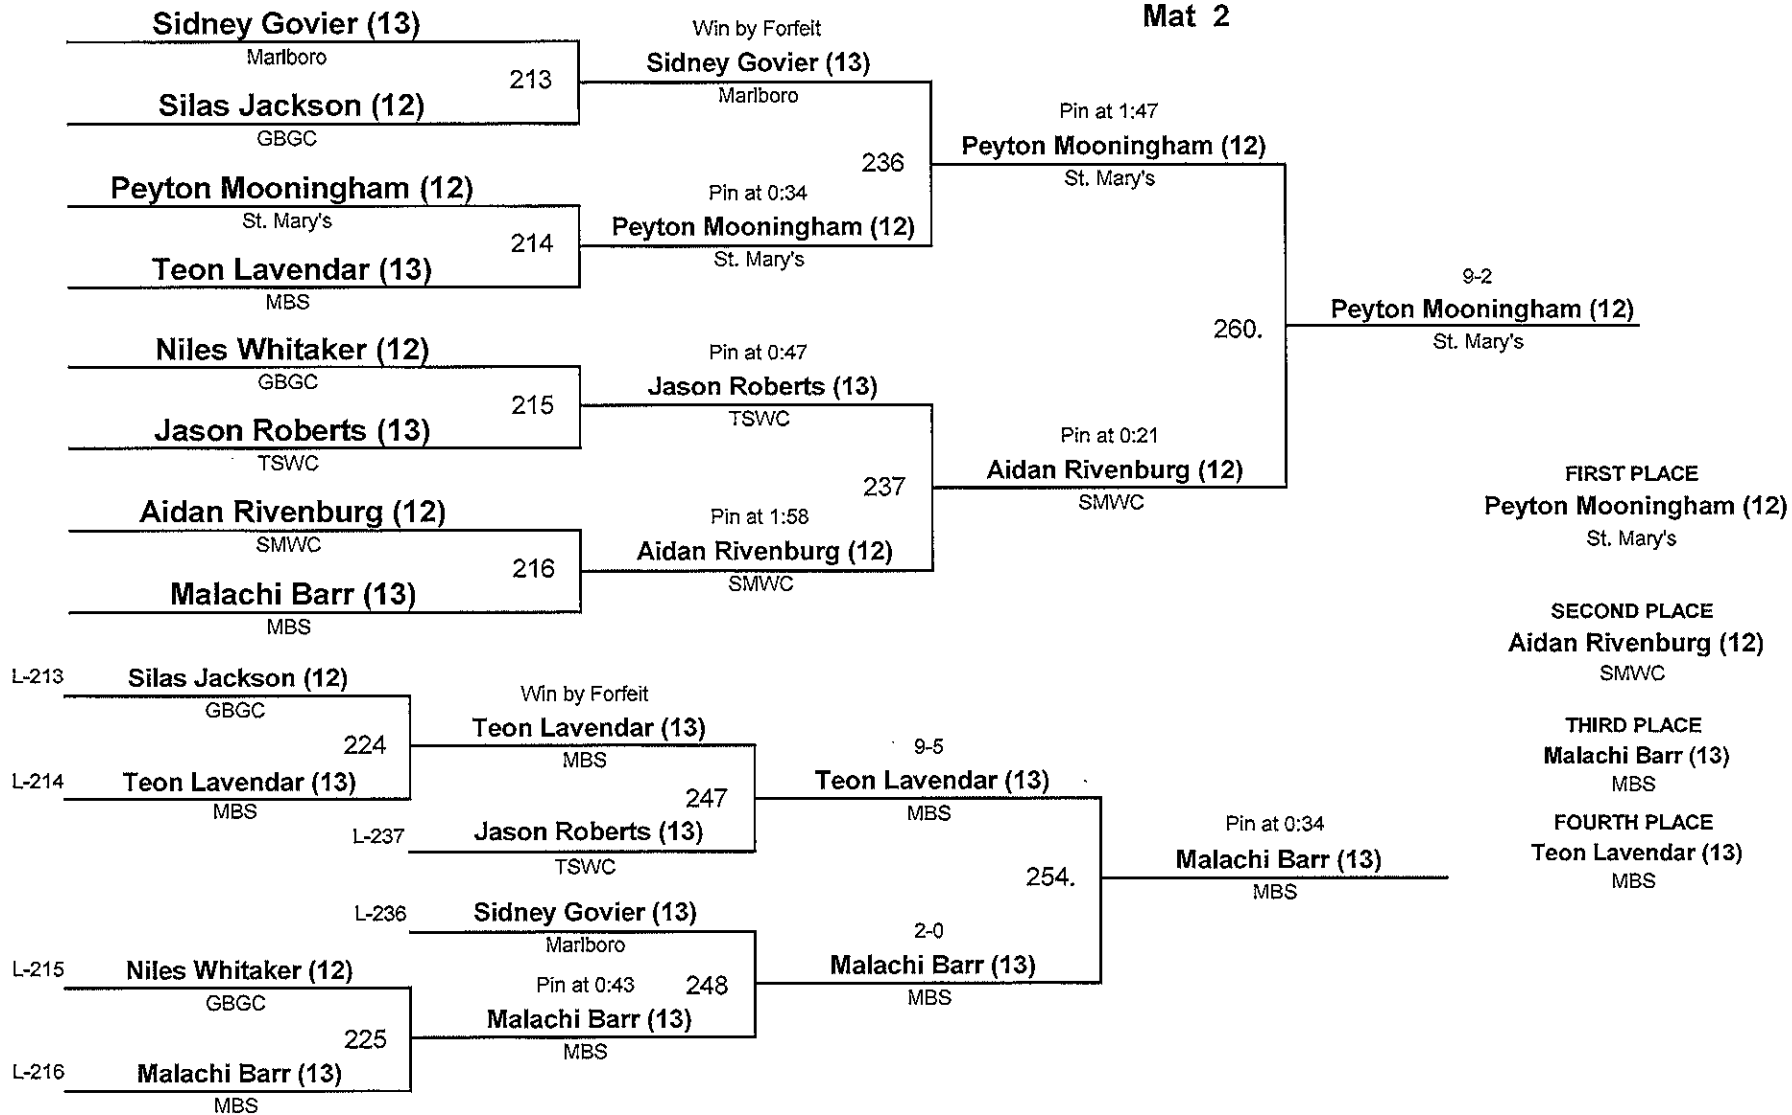 Mat 2
Sidney Govier (13)
Marlboro
213
Silas Jackson (12)
GBGC
Peyton Mooningham (12)
St. Mary's
214
Teon Lavendar (13)
MBS
Niles Whitaker (12)
GBGC
215
Jason Roberts (13)
TSWC
Aidan Rivenburg (12)
SMWC
216
Malachi Barr (13)
MBS
Win by Forfeit
Sidney Govier (13)
Marlboro
236
Pin at 0:34
Peyton Mooningham (12)
St. Mary's
Pin at 0:47
Jason Roberts (13)
TSWC
237
Pin at 1:58
Aidan Rivenburg (12)
SMWC
Pin at 1:47
Peyton Mooningham (12)
St. Mary's
260.
Pin at 0:21
Aidan Rivenburg (12)
SMWC
9-2
Peyton Mooningham (12)
St. Mary's
FIRST PLACE
Peyton Mooningham (12)
St. Mary's
SECOND PLACE
Aidan Rivenburg (12)
SMWC
THIRD PLACE
Malachi Barr (13)
MBS
FOURTH PLACE
Teon Lavendar (13)
MBS
L-213 Silas Jackson (12)
GBGC
224
L-214 Teon Lavendar (13)
MBS
Win by Forfeit
Teon Lavendar (13)
MBS
247
L-237 Jason Roberts (13)
TSWC
L-236 Sidney Govier (13)
Marlboro
L-215 Niles Whitaker (12)
GBGC
225
L-216 Malachi Barr (13)
MBS
Pin at 0:43 248
Malachi Barr (13)
MBS
9-5
Teon Lavendar (13)
MBS
254.
2-0
Malachi Barr (13)
MBS
Pin at 0:34
Malachi Barr (13)
MBS